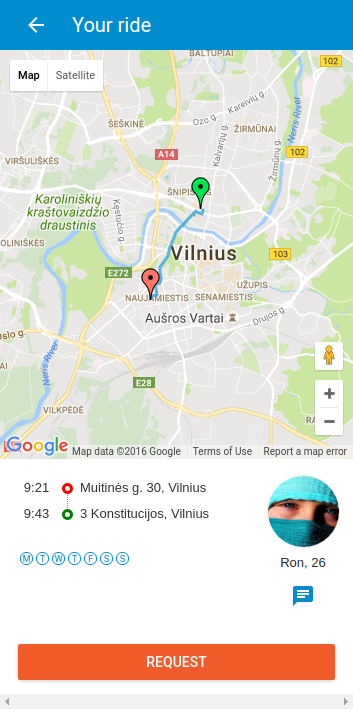 Your ride
BALTUPIAI
102
Map
Satellite
Ozo g.
Kareivių g.
ŠEŠKINĖ
ŽIRMŪNAI
Neris River
Kalvarijų g.
A14
102
Žirmūnų g.
VIRŠULIŠKĖS
ŠNIPIŠKĖS
Karoliniškių
kraštovaizdžio
draustinis
Kęstučio g.
OLINIŠKĖS
Vilnius
103
E272
UŽUPIS
NAUJAMIESTIS
SENAMIESTIS
Aušros Vartai
Drujos g.
Oslo g.
Neris River
E28
VILKPĖDĖ
RA
Google
Map data ©2016 Google
Terms of Use
Report a map error
9:21
Muitinės g. 30, Vilnius
9:43
3 Konstitucijos, Vilnius
M T W T F S S
Ron, 26
REQUEST